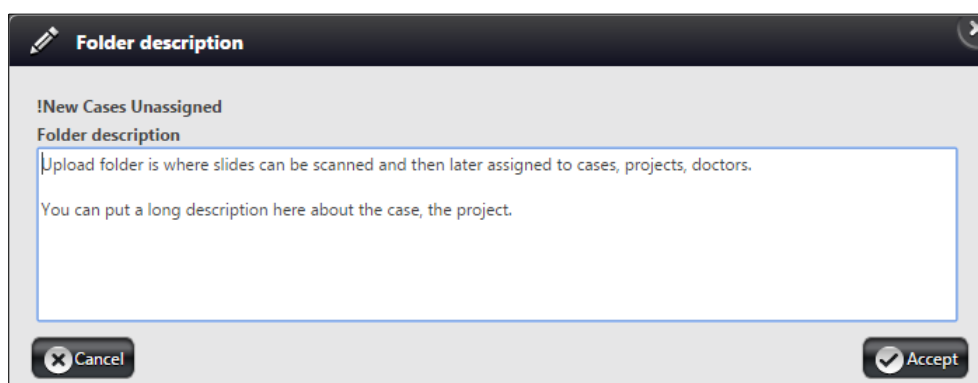 Folder description
!New Cases Unassigned
Folder description
Upload folder is where slides can be scanned and then later assigned to cases, projects, doctors.
You can put a long description here about the case, the project.
Cancel
Accept